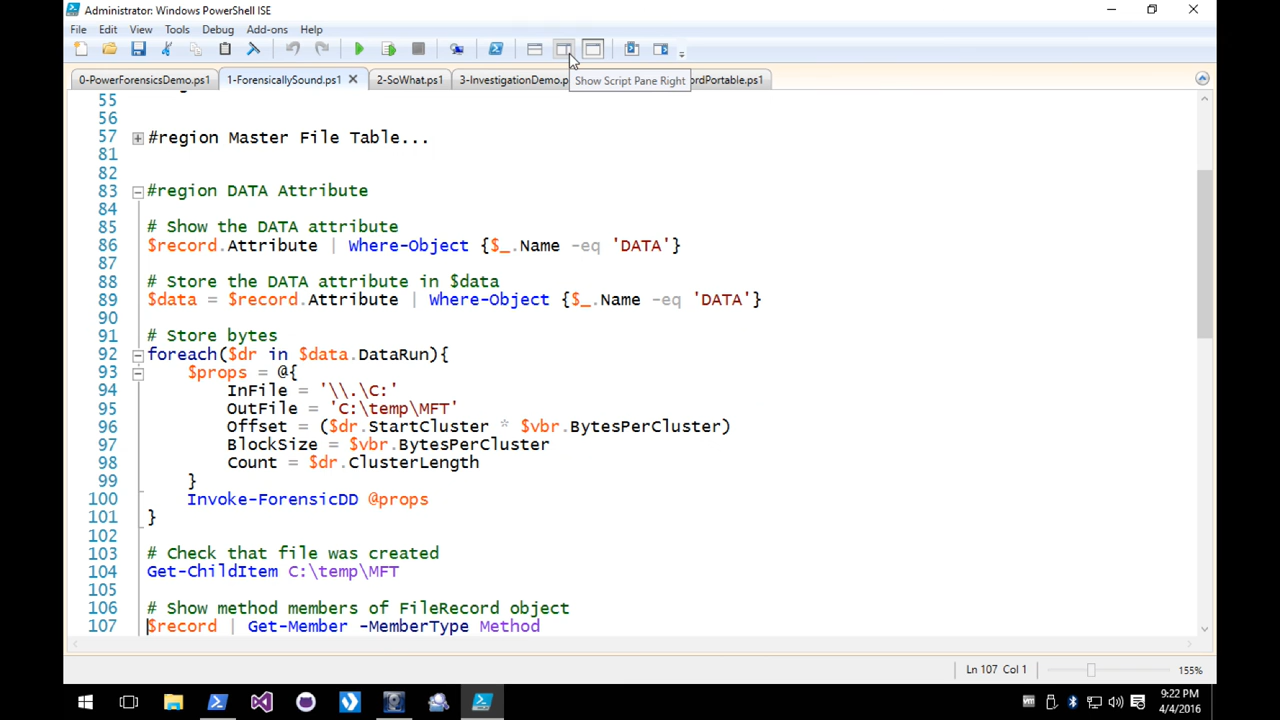 Administrator: Windows PowerShell ISE
File Edit View Tools Debug Add-ons Help
0-PowerForensicsDemo.ps1 1-ForensicallySound.ps1 2-SoWhat.ps1 3-InvestigationDemo.p ordPortable.ps1
Show Script Pane Right
55
56
57 #region Master File Table...
81
82
83 #region DATA Attribute
84
85 # Show the DATA attribute
86 $record.Attribute | Where-Object {$_.Name -eq 'DATA'}
87
88 # Store the DATA attribute in $data
89 $data = $record.Attribute | Where-Object {$_.Name -eq 'DATA'}
90
91 # Store bytes
92 foreach($dr in $data.DataRun){
93 $props = @{
94 InFile = '\\.\C:'
95 OutFile = 'C:\temp\MFT'
96 Offset = ($dr.StartCluster * $vbr.BytesPerCluster)
97 BlockSize = $vbr.BytesPerCluster
98 Count = $dr.ClusterLength
99 }
100 Invoke-ForensicDD @props
101 }
102
103 # Check that file was created
104 Get-ChildItem C:\temp\MFT
105
106 # Show method members of FileRecord object
107 $record | Get-Member -MemberType Method
Ln 107 Col 1 155%
9:22 PM
4/4/2016